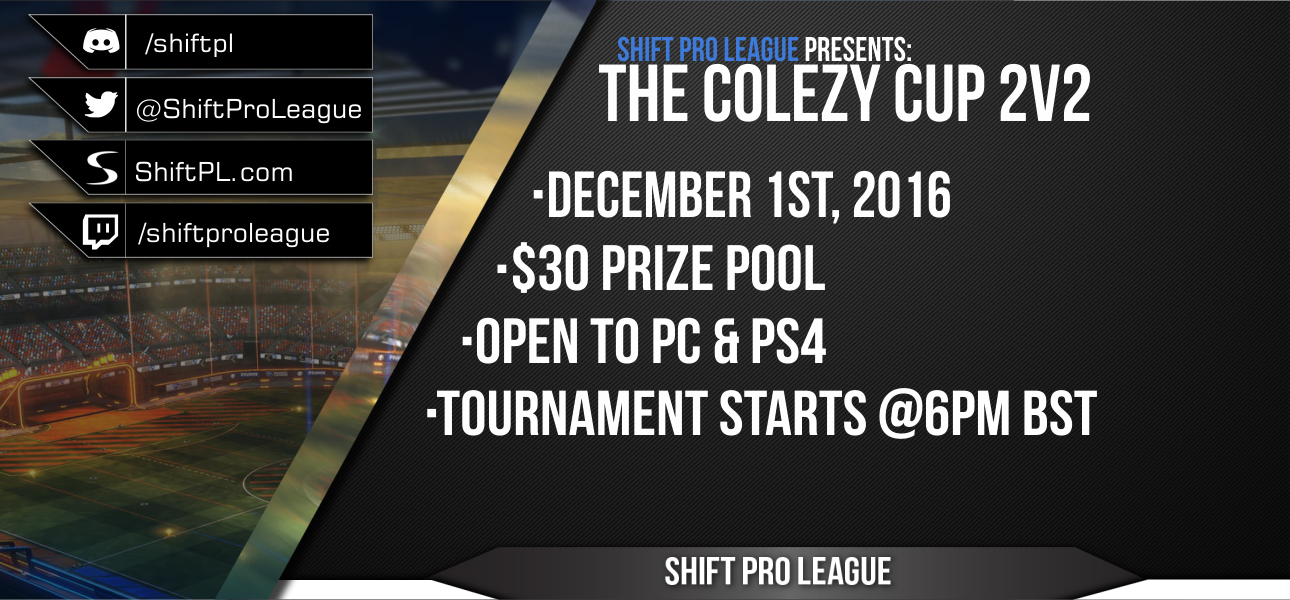 /shiftpl
@ShiftProLeague
ShiftPL.com
/shiftproleague
SHIFT PRO LEAGUE PRESENTS:
THE COLEZY CUP 2V2
·DECEMBER 1ST, 2016
·$30 PRIZE POOL
·OPEN TO PC & PS4
·TOURNAMENT STARTS @6PM BST
SHIFT PRO LEAGUE